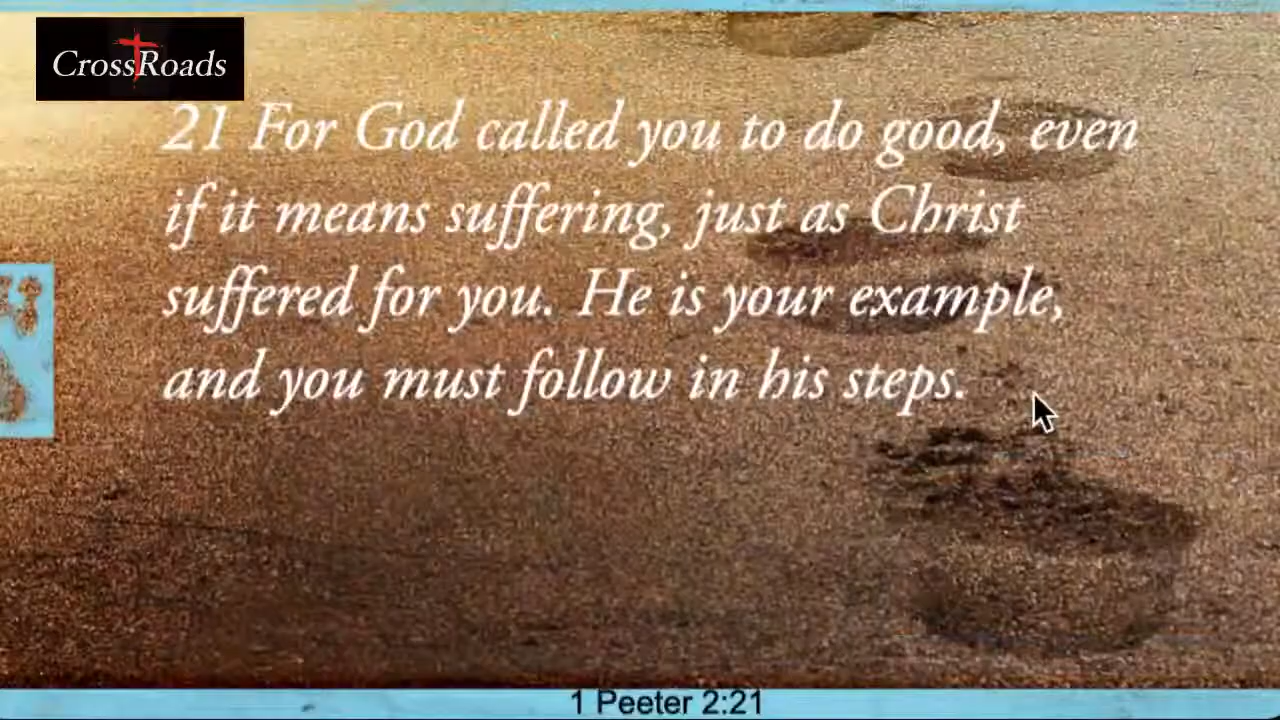 CrossRoads
21 For God called you to do good, even
if it means suffering, just as Christ
suffered for you. He is your example,
and you must follow in his steps.
1 Peeter 2:21